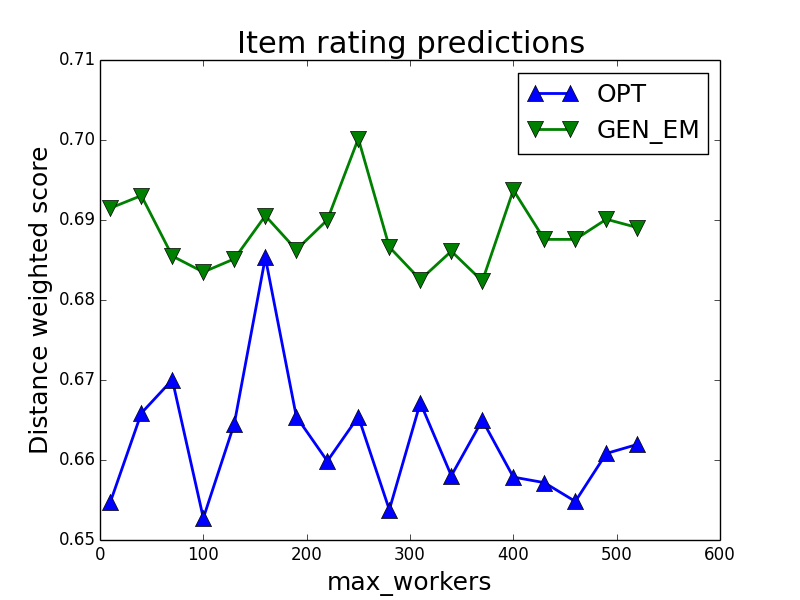 Item rating predictions
OPT
GEN_EM
Distance weighted score
0.71
0.70
0.69
0.68
0.67
0.66
0.65
0
100
200
300
400
500
600
max_workers